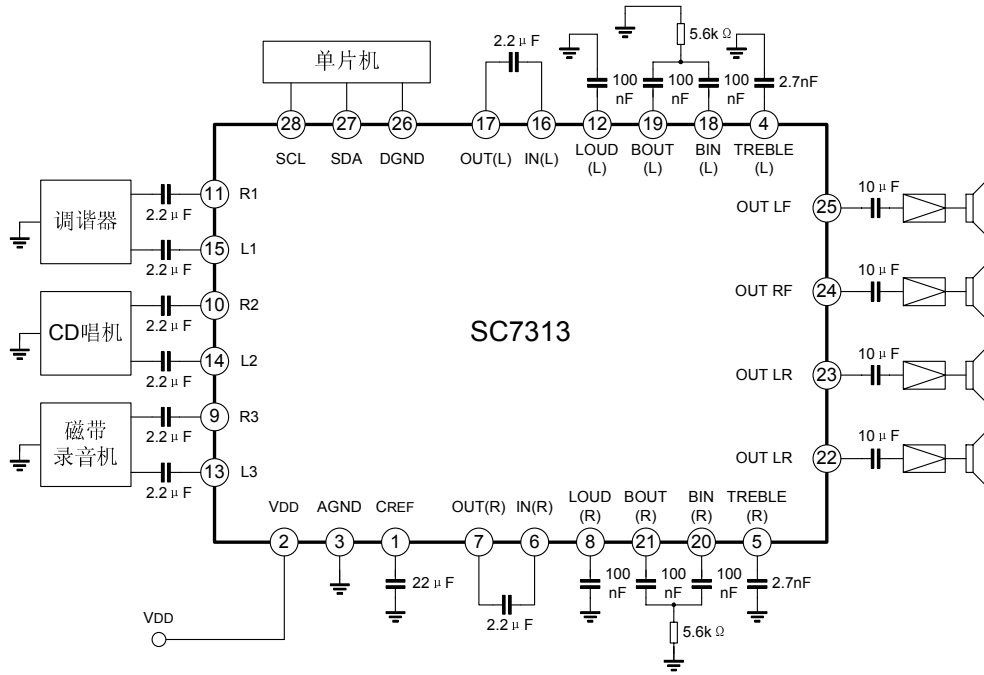 单片机
2.2μF
5.6kΩ
100
nF
100
nF
100
nF
2.7nF
28
27
26
17
16
12
19
18
4
SCL
SDA
DGND
OUT(L)
IN(L)
LOUD
(L)
BOUT
(L)
BIN
(L)
TREBLE
(L)
调谐器
2.2μF
11
R1
2.2μF
15
L1
CD唱机
2.2μF
10
R2
2.2μF
14
L2
磁带
录音机
2.2μF
9
R3
2.2μF
13
L3
SC7313
OUT LF
25
10μF
OUT RF
24
10μF
OUT LR
23
10μF
OUT LR
22
10μF
VDD
AGND
CREF
OUT(R)
IN(R)
LOUD
(R)
BOUT
(R)
BIN
(R)
TREBLE
(R)
2
3
1
7
6
8
21
20
5
22μF
2.2μF
100
nF
100
nF
100
nF
2.7nF
5.6kΩ
VDD